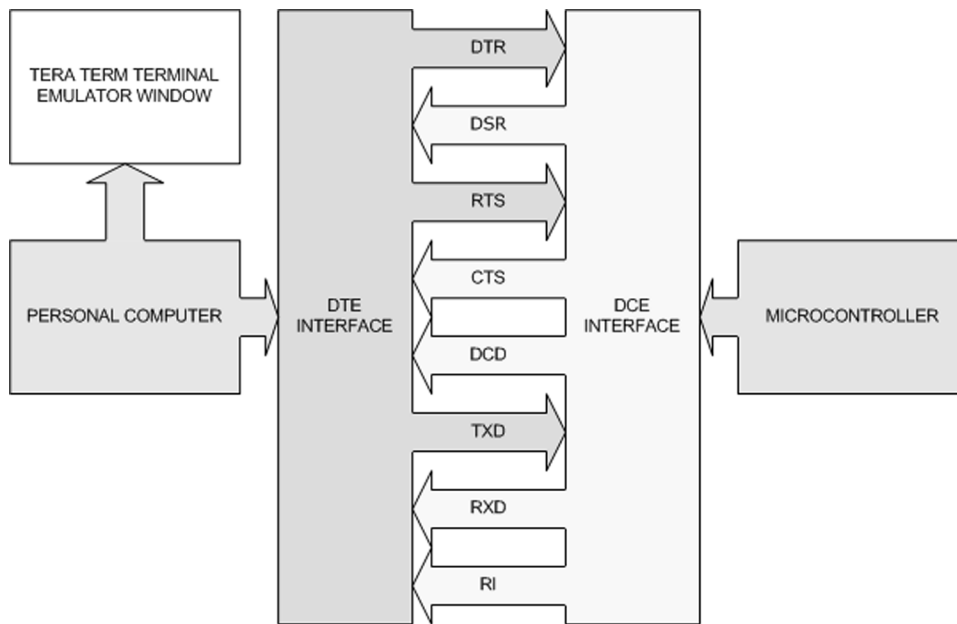 TERA TERM TERMINAL
EMULATOR WINDOW
PERSONAL COMPUTER
DTE
INTERFACE
DTR
DSR
RTS
CTS
DCD
TXD
RXD
RI
DCE
INTERFACE
MICROCONTROLLER